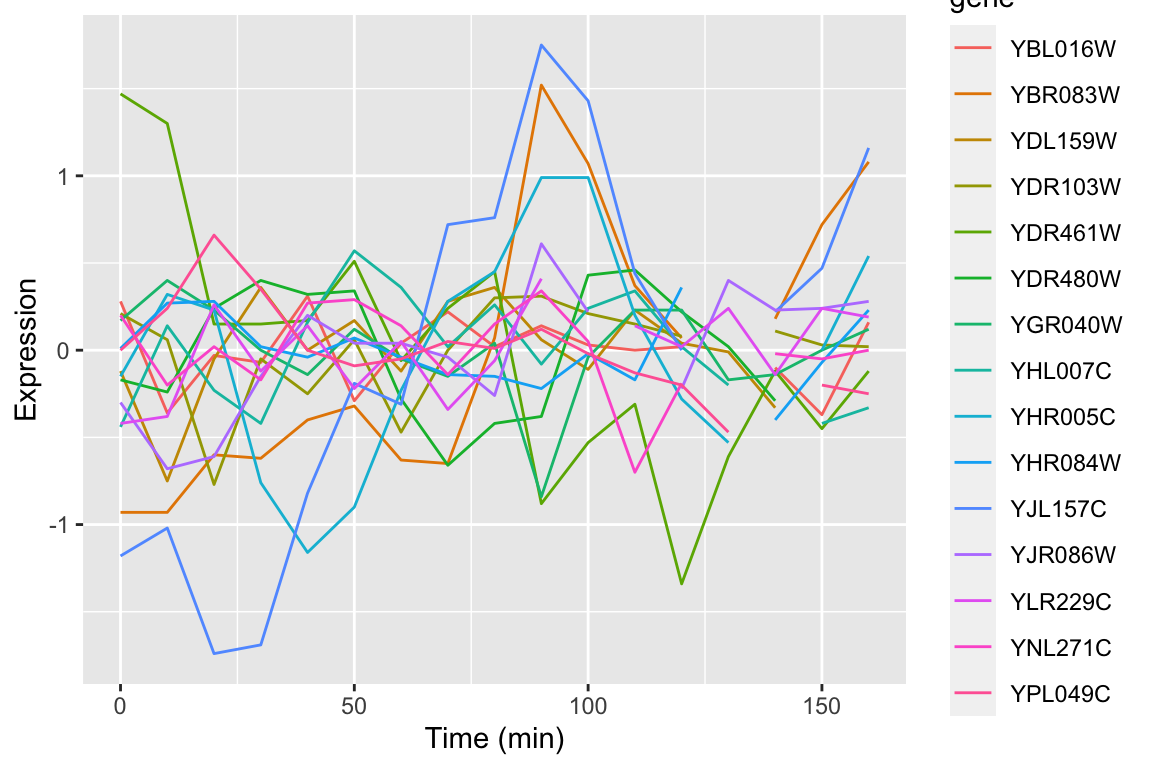 gene
1
0
-1
Expression
0
50
100
150
Time (min)
YBL016W
YBR083W
YDL159W
YDR103W
YDR461W
YDR480W
YGR040W
YHL007C
YHR005C
YHR084W
YJL157C
YJR086W
YLR229C
YNL271C
YPL049C